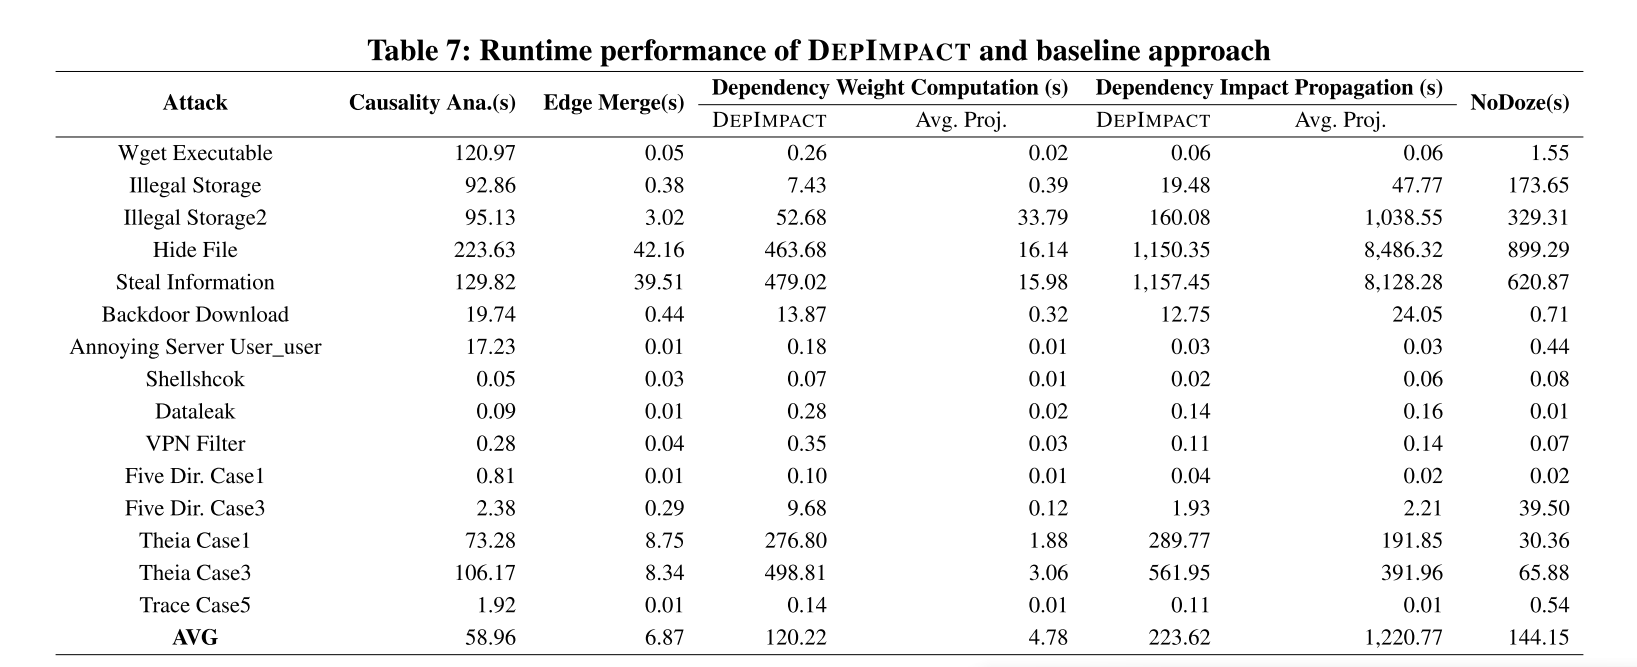 Table 7: Runtime performance of DEPIMPACT and baseline approach
Attack Causality Ana.(s) Edge Merge(s) Dependency Weight Computation (s) Dependency Impact Propagation (s) NoDoze(s)
DEPIMPACT Avg. Proj. DEPIMPACT Avg. Proj.
Wget Executable 120.97 0.05 0.26 0.02 0.06 0.06 1.55
Illegal Storage 92.86 0.38 7.43 0.39 19.48 47.77 173.65
Illegal Storage2 95.13 3.02 52.68 33.79 160.08 1,038.55 329.31
Hide File 223.63 42.16 463.68 16.14 1,150.35 8,486.32 899.29
Steal Information 129.82 39.51 479.02 15.98 1,157.45 8,128.28 620.87
Backdoor Download 19.74 0.44 13.87 0.32 12.75 24.05 0.71
Annoying Server User_user 17.23 0.01 0.18 0.01 0.03 0.03 0.44
Shellshcok 0.05 0.03 0.07 0.01 0.02 0.06 0.08
Dataleak 0.09 0.01 0.28 0.02 0.14 0.16 0.01
VPN Filter 0.28 0.04 0.35 0.03 0.11 0.14 0.07
Five Dir. Case1 0.81 0.01 0.10 0.01 0.04 0.02 0.02
Five Dir. Case3 2.38 0.29 9.68 0.12 1.93 2.21 39.50
Theia Case1 73.28 8.75 276.80 1.88 289.77 191.85 30.36
Theia Case3 106.17 8.34 498.81 3.06 561.95 391.96 65.88
Trace Case5 1.92 0.01 0.14 0.01 0.11 0.01 0.54
AVG 58.96 6.87 120.22 4.78 223.62 1,220.77 144.15